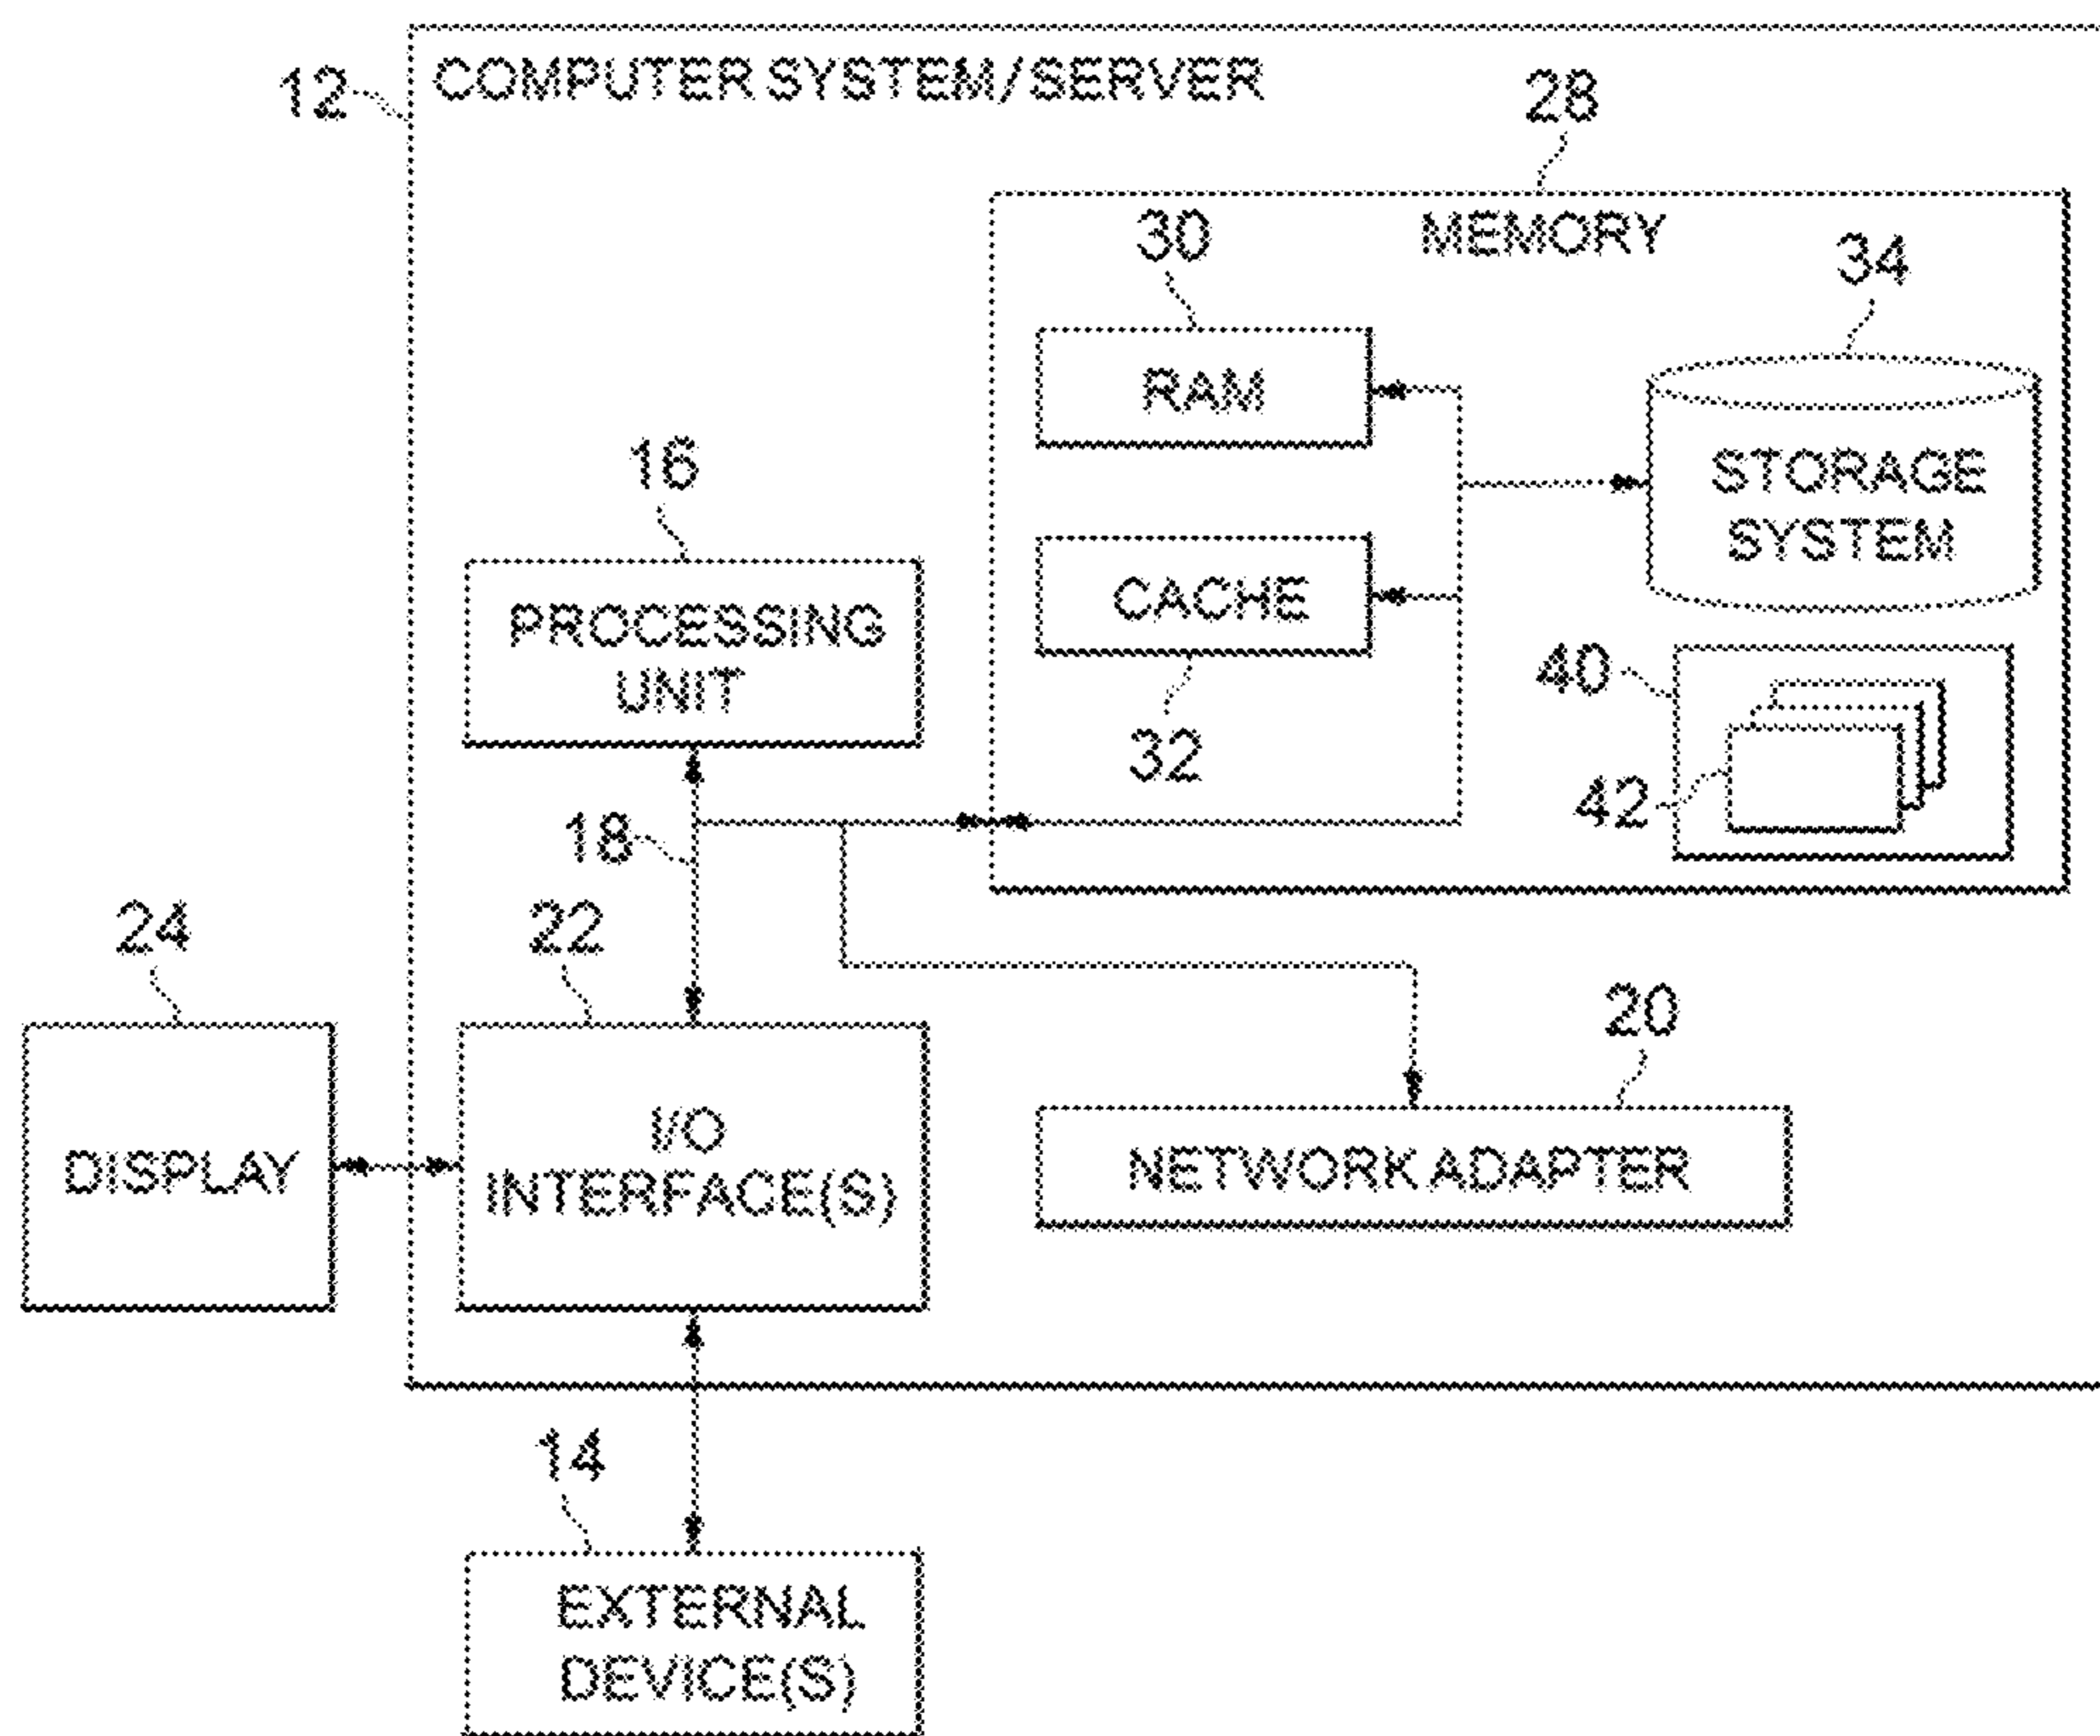 12
COMPUTER SYSTEM/SERVER
28
MEMORY
30
34
RAM
STORAGE
SYSTEM
16
PROCESSING
UNIT
CACHE
32
40
42
18
24
22
20
DISPLAY
I/O
INTERFACE(S)
NETWORK ADAPTER
14
EXTERNAL
DEVICE(S)